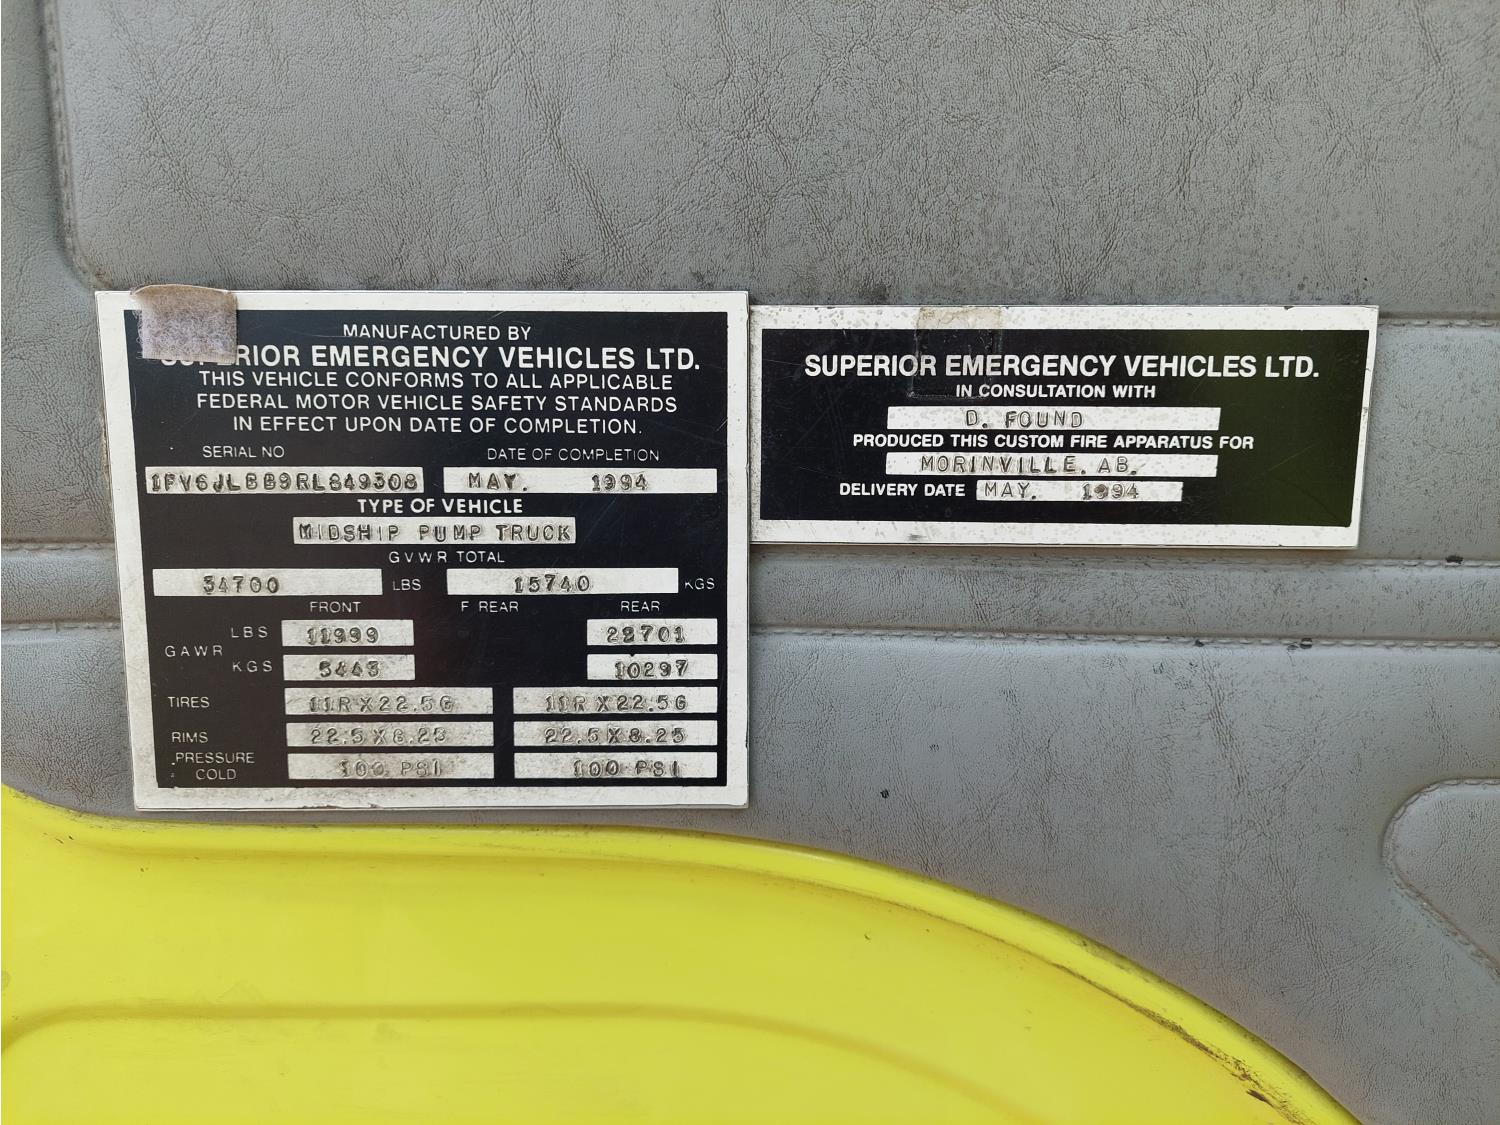 MANUFACTURED BY
SUPERIOR EMERGENCY VEHICLES LTD.
THIS VEHICLE CONFORMS TO ALL APPLICABLE
FEDERAL MOTOR VEHICLE SAFETY STANDARDS
IN EFFECT UPON DATE OF COMPLETION.
SERIAL NO DATE OF COMPLETION
1FV6JLBB9RL849308 MAY. 1994
TYPE OF VEHICLE
MIDSHIP PUMP TRUCK
GVWR TOTAL
34700 LBS 15740 KGS
FRONT F REAR REAR
GAWR
LBS 11999 22701
KGS 5443 10297
TIRES 11RX22.5G 11RX22.5G
RIMS 22.5X8.25 22.5X8.25
PRESSURE
COLD 100 PSI 100 PSI
SUPERIOR EMERGENCY VEHICLES LTD.
IN CONSULTATION WITH
D. FOUND
PRODUCED THIS CUSTOM FIRE APPARATUS FOR
MORINVILLE. AB.
DELIVERY DATE MAY. 1994